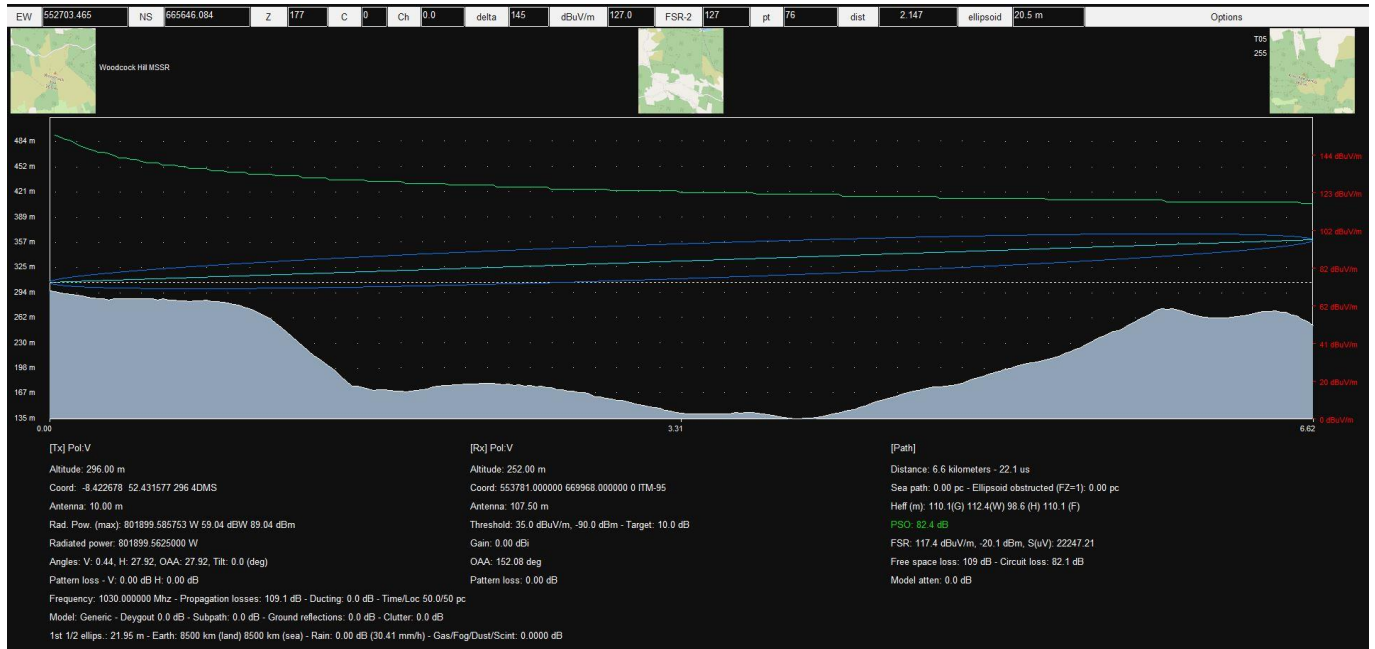 EW 552703.465 NS 665646.084 Z 177 C 0 Ch 0.0 delta 145 dBuV/m 127.0 FSR-2 127 pt 76 dist 2.147 ellipsoid 20.5 m Options
Woodcock Hill MSSR
T05
255
484 m
452 m
421 m
389 m
357 m
325 m
294 m
262 m
230 m
198 m
167 m
135 m
144 dBuV/m
123 dBuV/m
102 dBuV/m
82 dBuV/m
62 dBuV/m
41 dBuV/m
20 dBuV/m
0 dBuV/m
0.00 3.31 6.62
[Tx] Pol:V
Altitude: 296.00 m
Coord: -8.422678 52.431577 296 4DMS
Antenna: 10.00 m
Rad. Pow. (max): 801899.585753 W 59.04 dBW 89.04 dBm
Radiated power: 801899.5625000 W
Angles: V: 0.44, H: 27.92, OAA: 27.92, Tilt: 0.0 (deg)
Pattern loss - V: 0.00 dB H: 0.00 dB
Frequency: 1030.000000 Mhz - Propagation losses: 109.1 dB - Ducting: 0.0 dB - Time/Loc 50.0/50 pc
Model: Generic - Deygout 0.0 dB - Subpath: 0.0 dB - Ground reflections: 0.0 dB - Clutter: 0.0 dB
1st 1/2 ellips.: 21.95 m - Earth: 8500 km (land) 8500 km (sea) - Rain: 0.00 dB (30.41 mm/h) - Gas/Fog/Dust/Scint: 0.0000 dB
[Rx] Pol:V
Altitude: 252.00 m
Coord: 553781.000000 669968.000000 0 ITM-95
Antenna: 107.50 m
Threshold: 35.0 dBuV/m, -90.0 dBm - Target: 10.0 dB
Gain: 0.00 dBi
OAA: 152.08 deg
Pattern loss: 0.00 dB
[Path]
Distance: 6.6 kilometers - 22.1 us
Sea path: 0.00 pc - Ellipsoid obstructed (FZ=1): 0.00 pc
Heff (m): 110.1(G) 112.4(W) 98.6 (H) 110.1 (F)
PSO: 82.4 dB
FSR: 117.4 dBuV/m, -20.1 dBm, S(uV): 22247.21
Free space loss: 109 dB - Circuit loss: 82.1 dB
Model atten: 0.0 dB